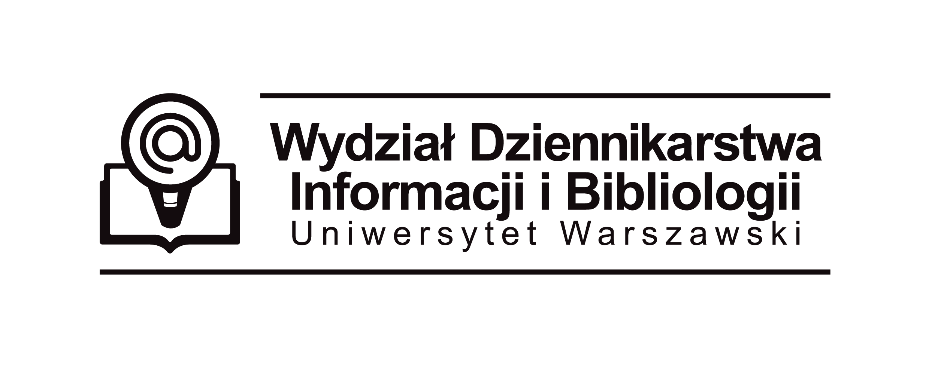 @
Wydział Dziennikarstwa
Informacji i Bibliologii
Uniwersytet Warszawski